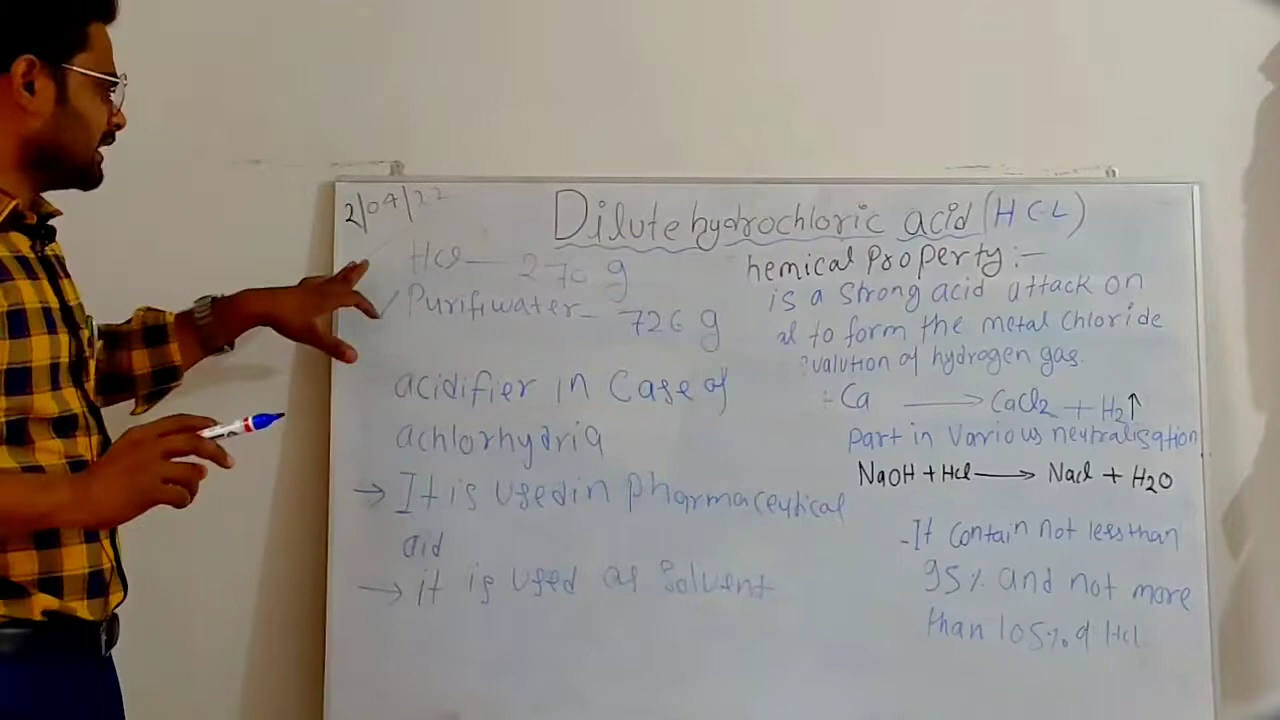 2/04/22
Dilute hydrochloric acid (HCL)
Hcl — 270 g
Purifiwater - 726 g
acidifier in Case of
achlorhydria
→ It is used in pharmaceutical
aid
→ it is used as solvent
hemical Property :-
is a strong acid attack on
al to form the metal chloride
valution of hydrogen gas.
Ca → CaCl2 + H2↑
part in various neutralisation
NaOH + Hcl → Nacl + H2O
- It contain not less than
95% and not more
than 105% of Hcl